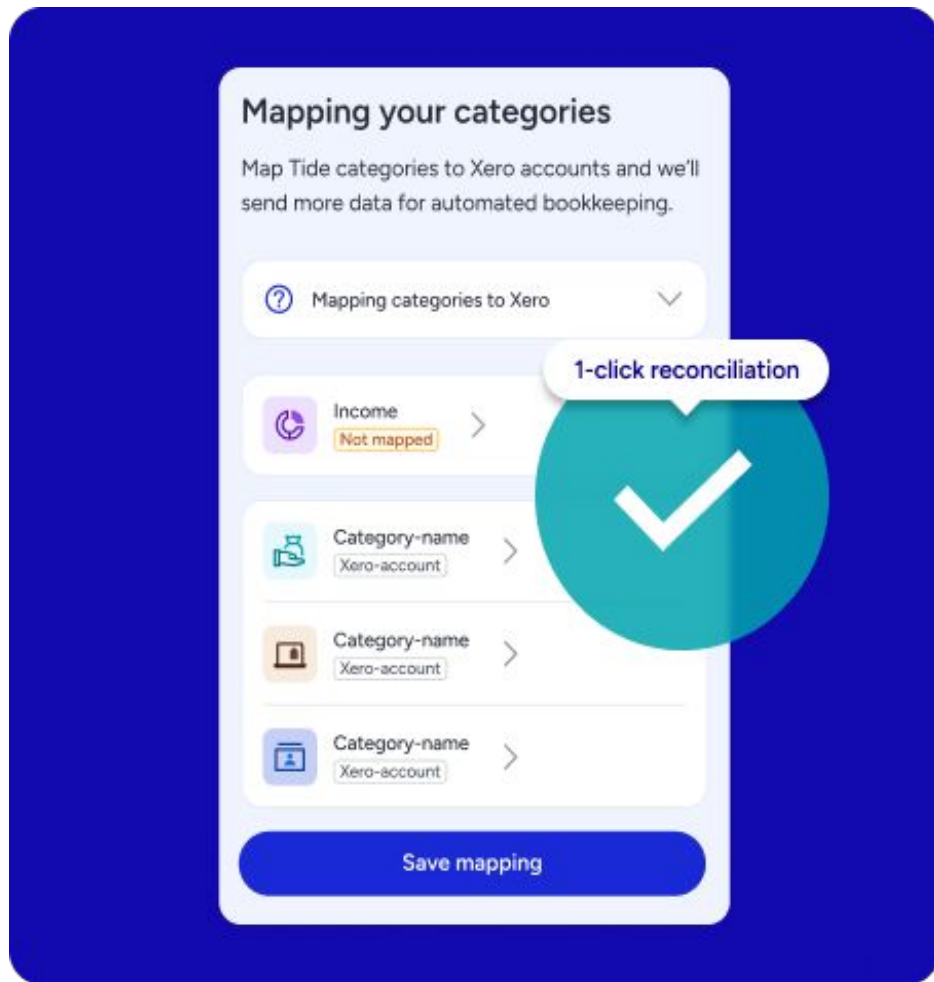 Mapping your categories
Map Tide categories to Xero accounts and we'll
send more data for automated bookkeeping.
Mapping categories to Xero
1-click reconciliation
Income
Not mapped
Category-name
Xero-account
Category-name
Xero-account
Category-name
Xero-account
Save mapping